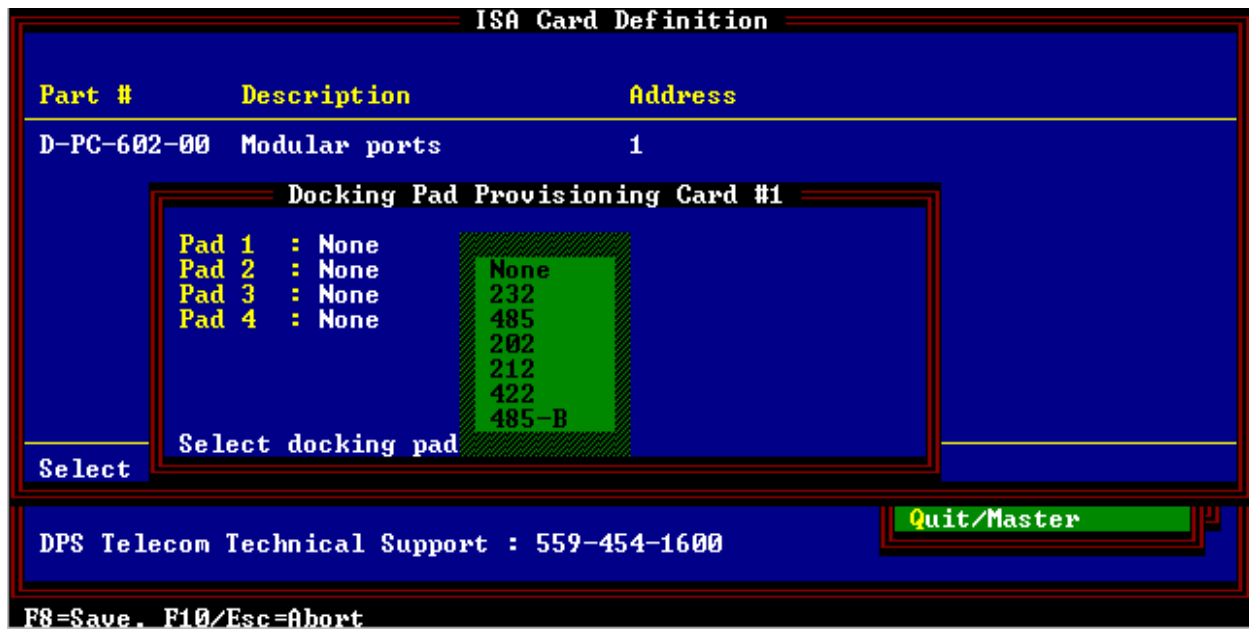 ISA Card Definition
Part # Description Address
D-PC-602-00 Modular ports 1
Docking Pad Provisioning Card #1
Pad 1 : None
Pad 2 : None
Pad 3 : None
Pad 4 : None
None
232
485
202
212
422
485-B
Select docking pad
Select
Quit/Master
DPS Telecom Technical Support : 559-454-1600
F8=Save. F10/Esc=Abort